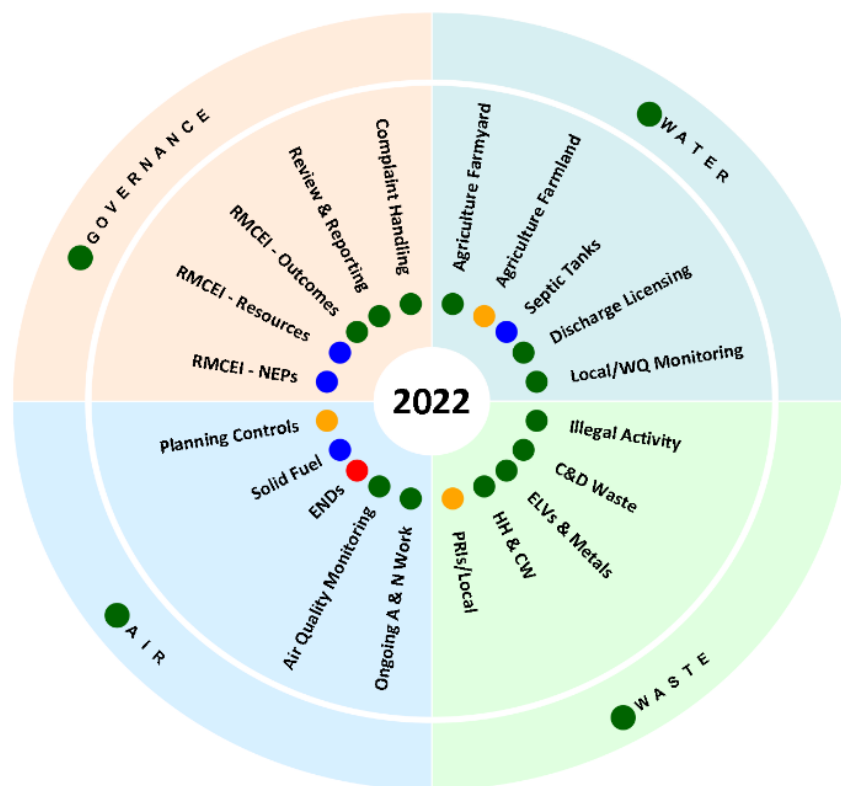 GOVERNANCE
WATER
Complaint Handling
Review & Reporting
RMCEI - Outcomes
RMCEI - Resources
RMCEI - NEPs
Agriculture Farmyard
Agriculture Farmland
Septic Tanks
Discharge Licensing
Local/WQ Monitoring
2022
Planning Controls
Solid Fuel
ENDs
Air Quality Monitoring
Ongoing A & N Work
Illegal Activity
C&D Waste
ELVs & Metals
HH & CW
PRIs/Local
AIR
WASTE